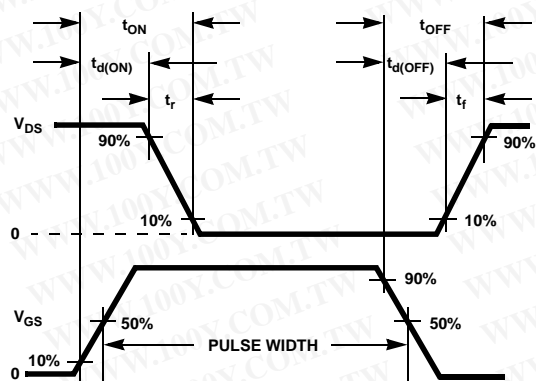 tON tOFF
td(ON) td(OFF)
tr tf
VDS
90% 90%
10% 10%
0
90%
VGS
50% 50%
PULSE WIDTH
10%
0
WWW.100Y.COM.TW